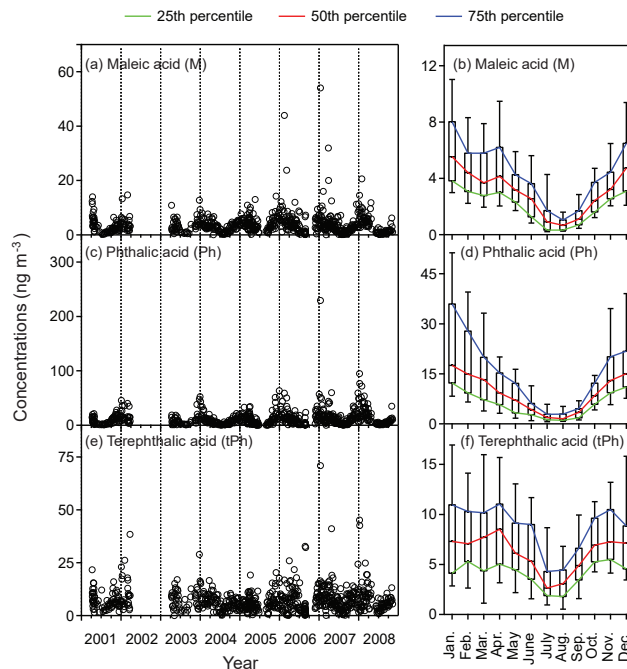 25th percentile 50th percentile 75th percentile
(a) Maleic acid (M)
60
40
20
0
(b) Maleic acid (M)
12
8
4
0
(c) Phthalic acid (Ph)
300
200
100
0
(d) Phthalic acid (Ph)
45
30
15
0
(e) Terephthalic acid (tPh)
75
50
25
0
(f) Terephthalic acid (tPh)
15
10
5
0
Concentrations (ng m-3)
2001 2002 2003 2004 2005 2006 2007 2008
Year
Jan. Feb. Mar. Apr. May June July Aug. Sep. Oct. Nov. Dec